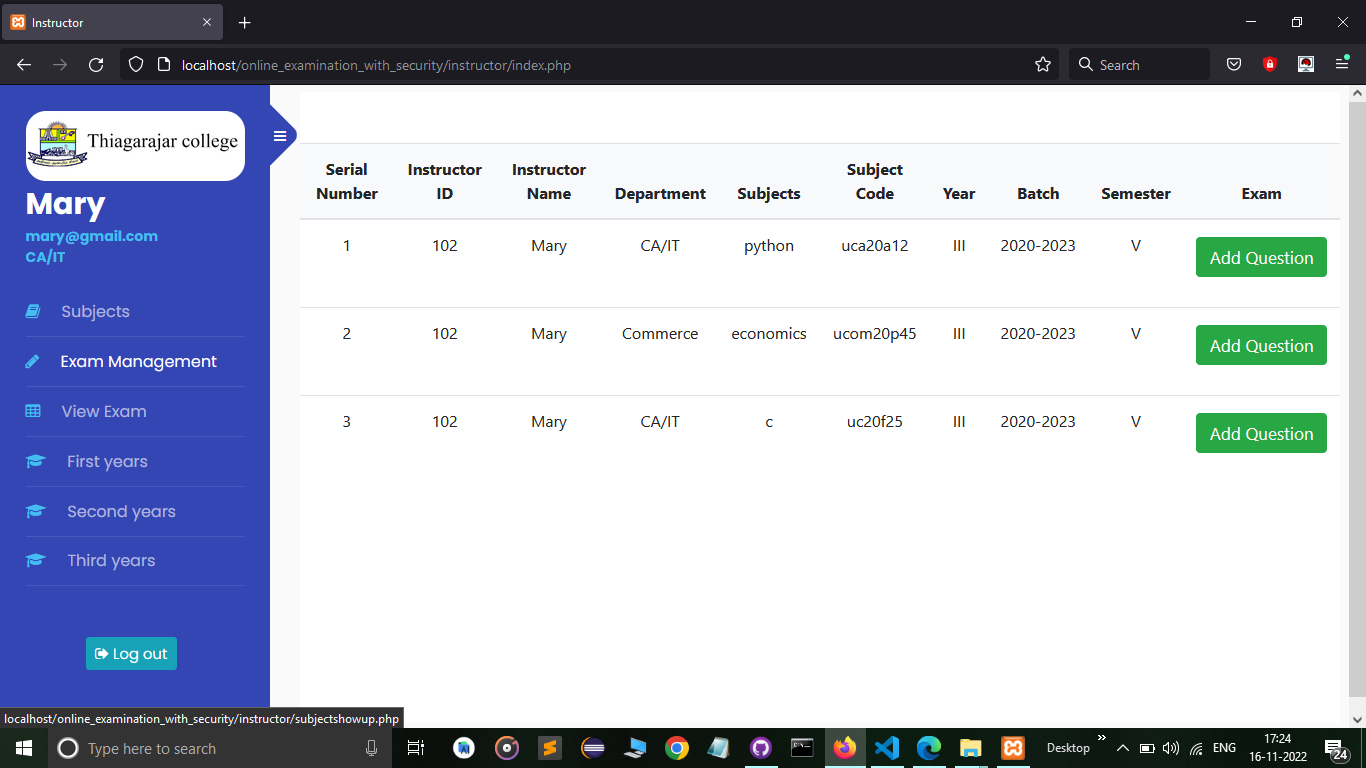 Instructor
localhost/online_examination_with_security/instructor/index.php
Search
Thiagarajar college
Mary
mary@gmail.com
CA/IT
Subjects
Exam Management
View Exam
First years
Second years
Third years
Log out
Serial Number Instructor ID Instructor Name Department Subjects Subject Code Year Batch Semester Exam
1 102 Mary CA/IT python uca20a12 III 2020-2023 V Add Question
2 102 Mary Commerce economics ucom20p45 III 2020-2023 V Add Question
3 102 Mary CA/IT c uc20f25 III 2020-2023 V Add Question
localhost/online_examination_with_security/instructor/subjectshowup.php
Type here to search
Desktop
ENG
17:24
16-11-2022
24